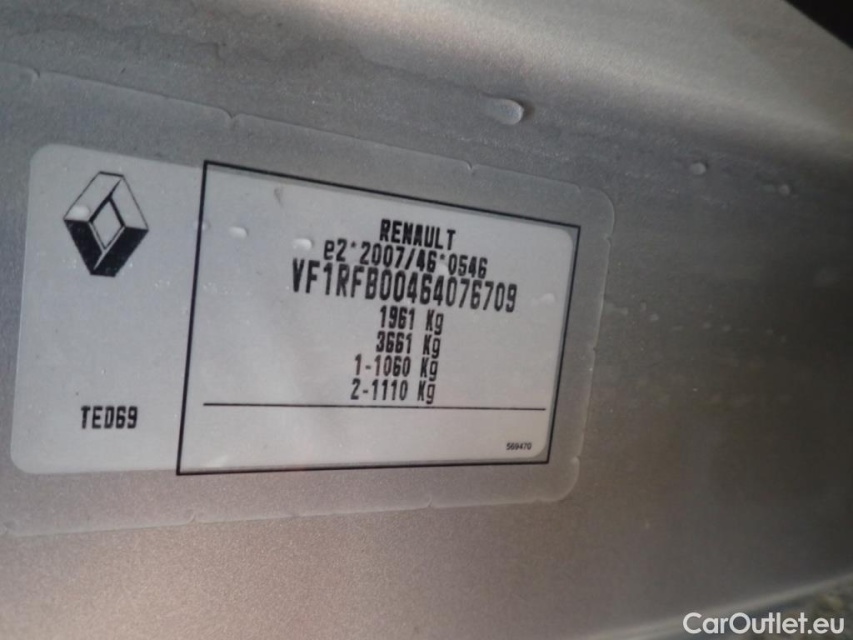 RENAULT
e2*2007/46*0546
VF1RFB00464076709
1961 Kg
3661 Kg
1-1060 Kg
2-1110 Kg
TED69
569470
CarOutlet.eu